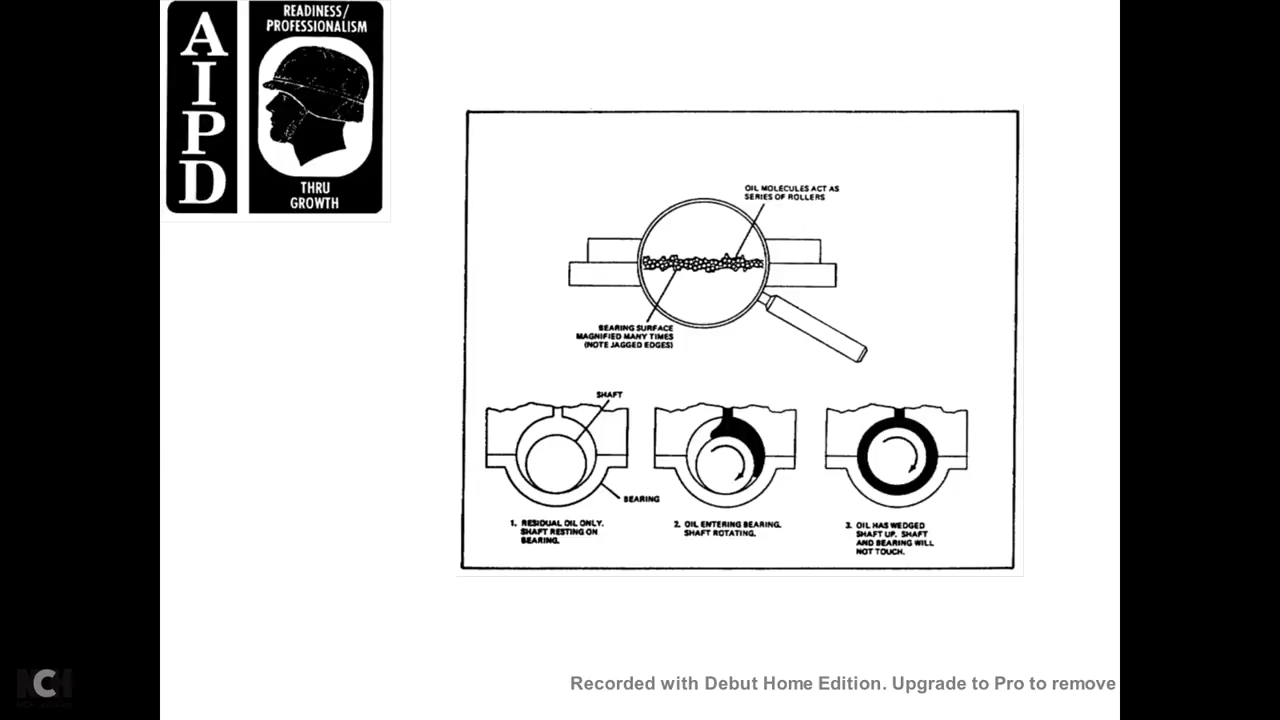 A
I
P
D
READINESS/
PROFESSIONALISM
THRU
GROWTH
OIL MOLECULES ACT AS
SERIES OF ROLLERS
BEARING SURFACE
MAGNIFIED MANY TIMES
(NOTE JAGGED EDGES)
SHAFT
BEARING
1. RESIDUAL OIL ONLY.
SHAFT RESTING ON
BEARING.
2. OIL ENTERING BEARING.
SHAFT ROTATING.
3. OIL HAS WEDGED
SHAFT UP. SHAFT
AND BEARING WILL
NOT TOUCH.
NCH
Recorded with Debut Home Edition. Upgrade to Pro to remove